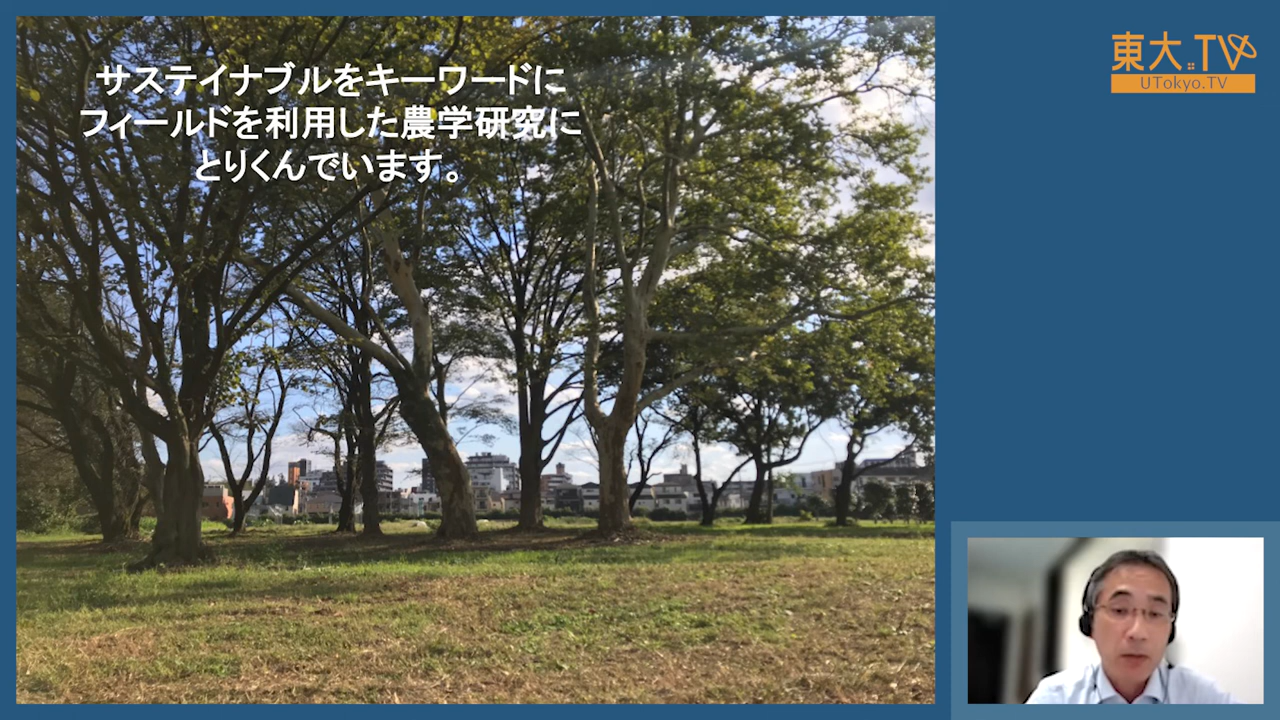 サステイナブルをキーワードに
フィールドを利用した農学研究に
とりくんでいます。
東大.TV
UTokyo.TV